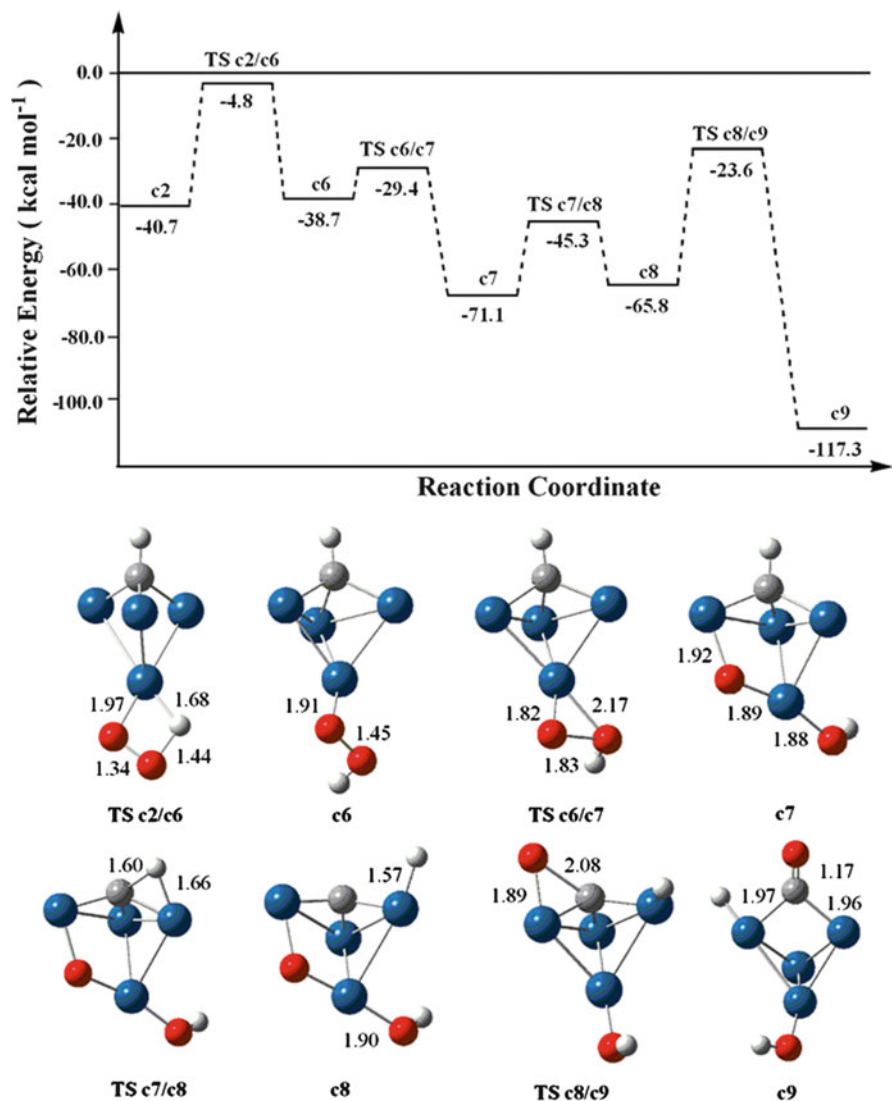 Relative Energy ( kcal mol⁻¹ )
0.0
-20.0
-40.0
-60.0
-80.0
-100.0
TS c2/c6
-4.8
TS c6/c7
-29.4
TS c8/c9
-23.6
c2
-40.7
c6
-38.7
TS c7/c8
-45.3
c7
-71.1
c8
-65.8
c9
-117.3
Reaction Coordinate
1.97
1.68
1.34
1.44
TS c2/c6
1.91
1.45
c6
1.82
2.17
1.83
TS c6/c7
1.92
1.89
1.88
c7
1.60
1.66
TS c7/c8
1.57
1.90
c8
2.08
1.89
TS c8/c9
1.17
1.97
1.96
c9